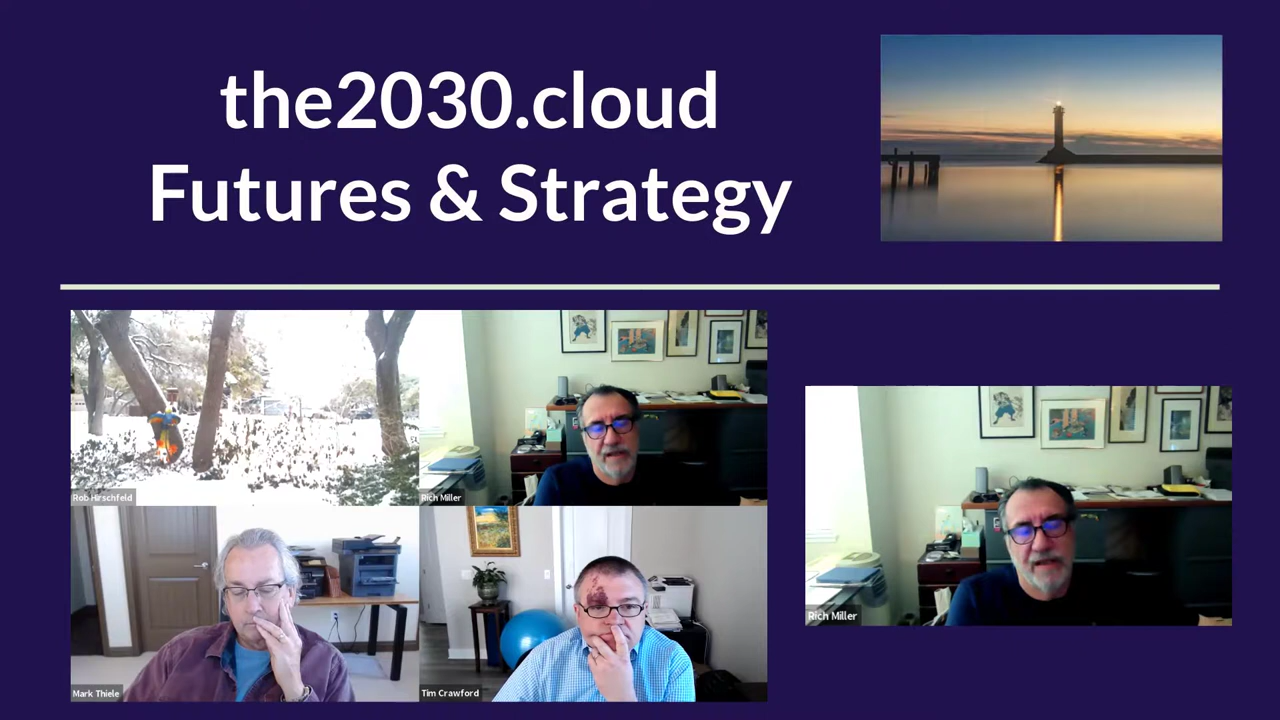 the2030.cloud
Futures & Strategy
Rob Hirschfeld
Rich Miller
Rich Miller
Mark Thiele
Tim Crawford